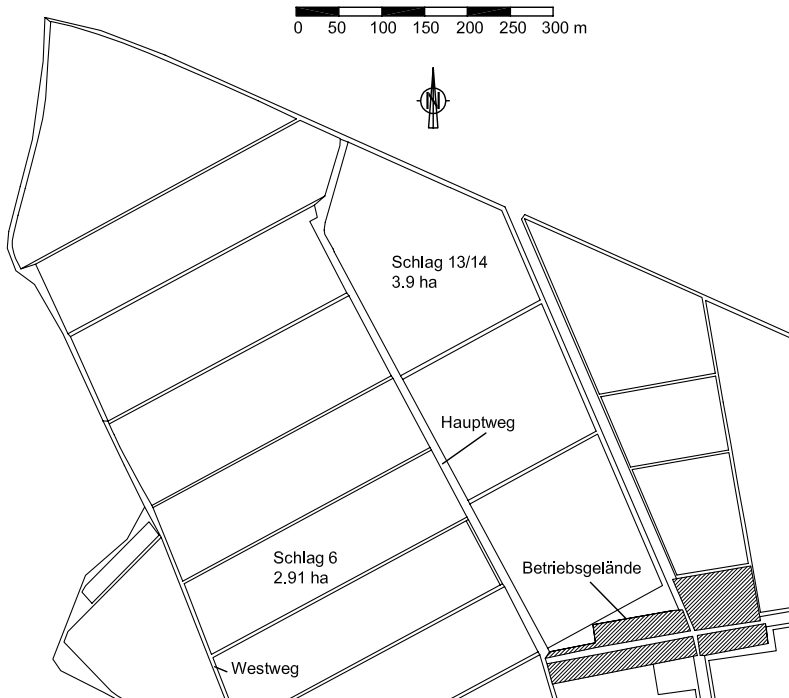 0 50 100 150 200 250 300 m
N
Schlag 13/14
3.9 ha
Hauptweg
Schlag 6
2.91 ha
Betriebsgelände
Westweg